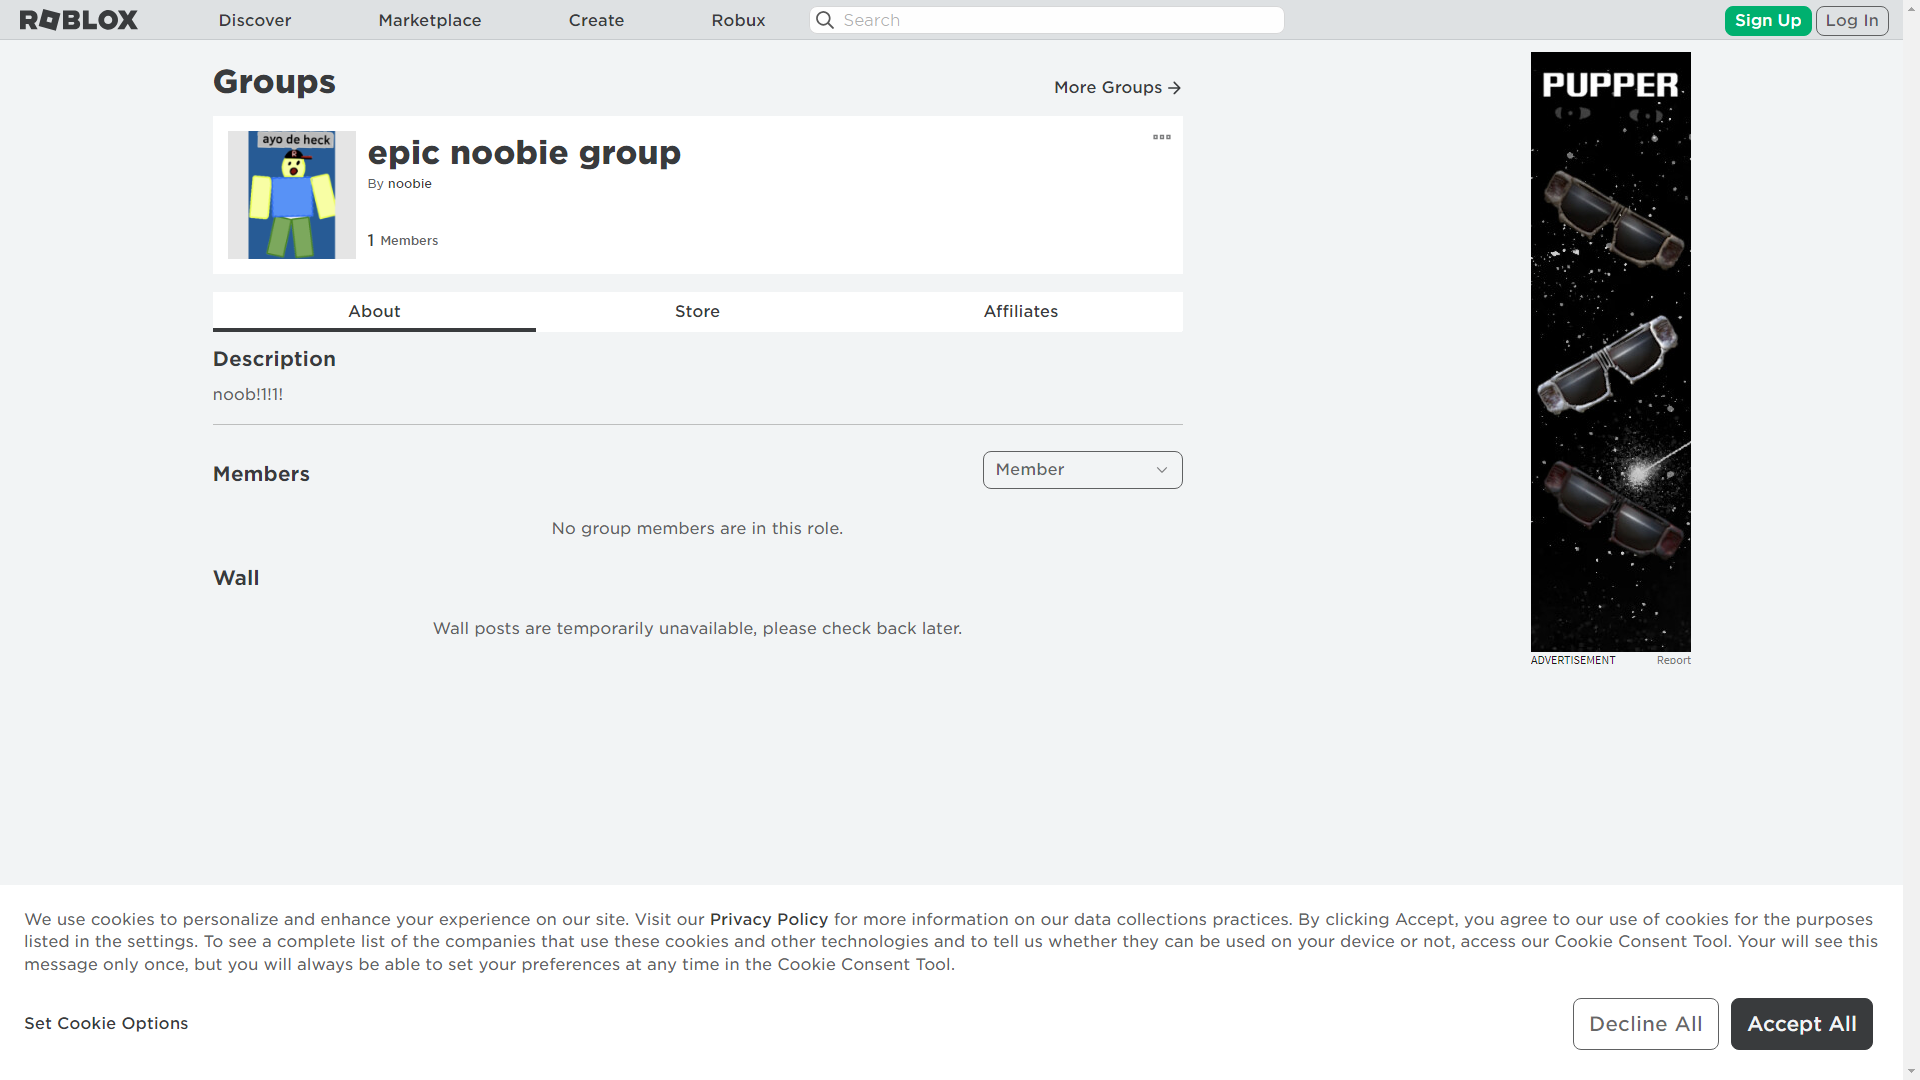 ROBLOX
Discover
Marketplace
Create
Robux
Search
Sign Up
Log In
Groups
More Groups
ayo de heck
epic noobie group
By noobie
1 Members
About
Store
Affiliates
Description
noob!1!1!
Members
Member
No group members are in this role.
Wall
Wall posts are temporarily unavailable, please check back later.
PUPPER
ADVERTISEMENT
Report
We use cookies to personalize and enhance your experience on our site. Visit our Privacy Policy for more information on our data collections practices. By clicking Accept, you agree to our use of cookies for the purposes
listed in the settings. To see a complete list of the companies that use these cookies and other technologies and to tell us whether they can be used on your device or not, access our Cookie Consent Tool. Your will see this
message only once, but you will always be able to set your preferences at any time in the Cookie Consent Tool.
Set Cookie Options
Decline All
Accept All